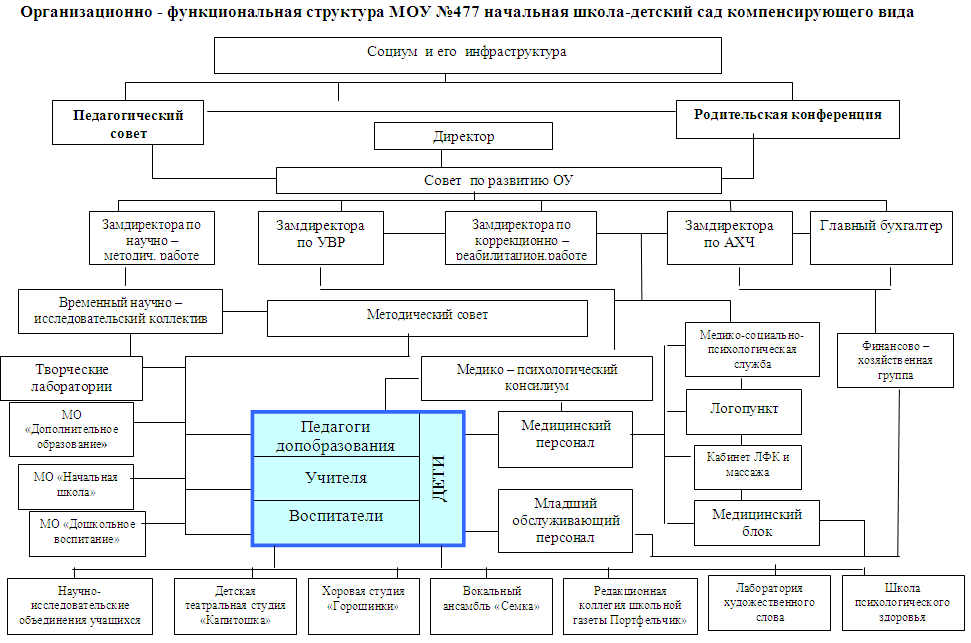 Организационно - функциональная структура МОУ №477 начальная школа-детский сад компенсирующего вида
Социум и его инфраструктура
Педагогический
совет
Родительская конференция
Директор
Совет по развитию ОУ
Замдиректора по
научно –
методич. работе
Замдиректора
по УВР
Замдиректора по
коррекционно –
реабилитацион.работе
Замдиректора
по АХЧ
Главный бухгалтер
Временный научно –
исследовательский коллектив
Методический совет
Медико-социально-
психологическая
служба
Финансово –
хозяйственная
группа
Творческие
лаборатории
Медико – психологический
консилиум
Логопункт
МО
«Дополнительное
образование»
Педагоги
допобразования
ДЕТИ
Медицинский
персонал
Кабинет ЛФК и
массажа
МО «Начальная
школа»
Учителя
Воспитатели
Младший
обслуживающий
персонал
Медицинский
блок
МО «Дошкольное
воспитание»
Научно-
исследовательские
объединения учащихся
Детская
театральная студия
«Капитошка»
Хоровая студия
«Горошинки»
Вокальный
ансамбль «Семка»
Редакционная
коллегия школьной
газеты Портфельчик»
Лаборатория
художественного
слова
Школа
психологического
здоровья